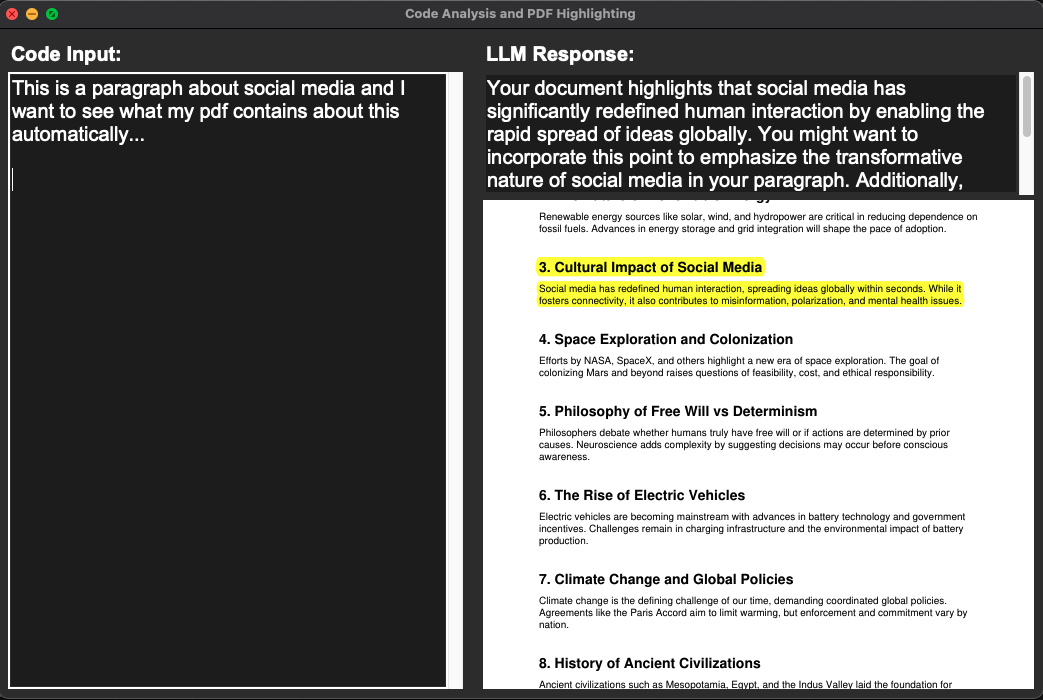 Code Analysis and PDF Highlighting
Code Input:
This is a paragraph about social media and I
want to see what my pdf contains about this
automatically...
LLM Response:
Your document highlights that social media has
significantly redefined human interaction by enabling the
rapid spread of ideas globally. You might want to
incorporate this point to emphasize the transformative
nature of social media in your paragraph. Additionally,
Renewable energy sources like solar, wind, and hydropower are critical in reducing dependence on
fossil fuels. Advances in energy storage and grid integration will shape the pace of adoption.
3. Cultural Impact of Social Media
Social media has redefined human interaction, spreading ideas globally within seconds. While it
fosters connectivity, it also contributes to misinformation, polarization, and mental health issues.
4. Space Exploration and Colonization
Efforts by NASA, SpaceX, and others highlight a new era of space exploration. The goal of
colonizing Mars and beyond raises questions of feasibility, cost, and ethical responsibility.
5. Philosophy of Free Will vs Determinism
Philosophers debate whether humans truly have free will or if actions are determined by prior
causes. Neuroscience adds complexity by suggesting decisions may occur before conscious
awareness.
6. The Rise of Electric Vehicles
Electric vehicles are becoming mainstream with advances in battery technology and government
incentives. Challenges remain in charging infrastructure and the environmental impact of battery
production.
7. Climate Change and Global Policies
Climate change is the defining challenge of our time, demanding coordinated global policies.
Agreements like the Paris Accord aim to limit warming, but enforcement and commitment vary by
nation.
8. History of Ancient Civilizations
Ancient civilizations such as Mesopotamia, Egypt, and the Indus Valley laid the foundation for